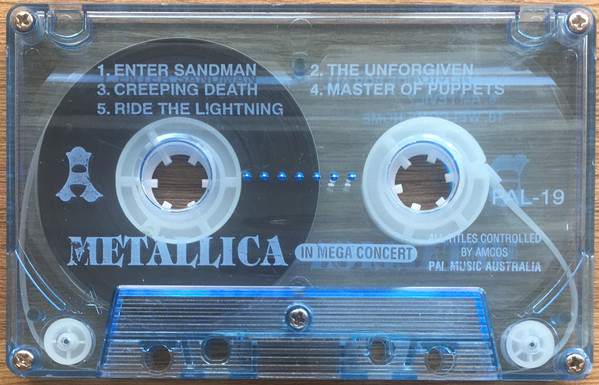 1. ENTER SANDMAN 2. THE UNFORGIVEN
3. CREEPING DEATH 4. MASTER OF PUPPETS
5. RIDE THE LIGHTNING
A
PAL-19
METALLICA IN MEGA CONCERT
ALL TITLES CONTROLLED
BY AMCOS
PAL MUSIC AUSTRALIA